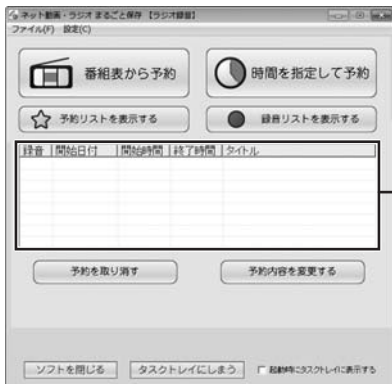 ネット動画・ラジオ まるごと保存 【ラジオ録音】
ファイル(F) 設定(C)
番組表から予約
時間を指定して予約
予約リストを表示する
録音リストを表示する
録音 開始日付 開始時間 終了時間 タイトル
予約を取り消す
予約内容を変更する
ソフトを閉じる
タスクトレイにしまう
起動時にタスクトレイに表示する